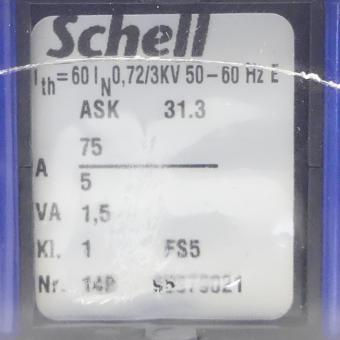 Schell
Ith=60 IN 0,72/3KV 50-60 Hz E
ASK 31.3
75
A
5
VA 1,5
Kl. 1 FS5
Nr. 14B